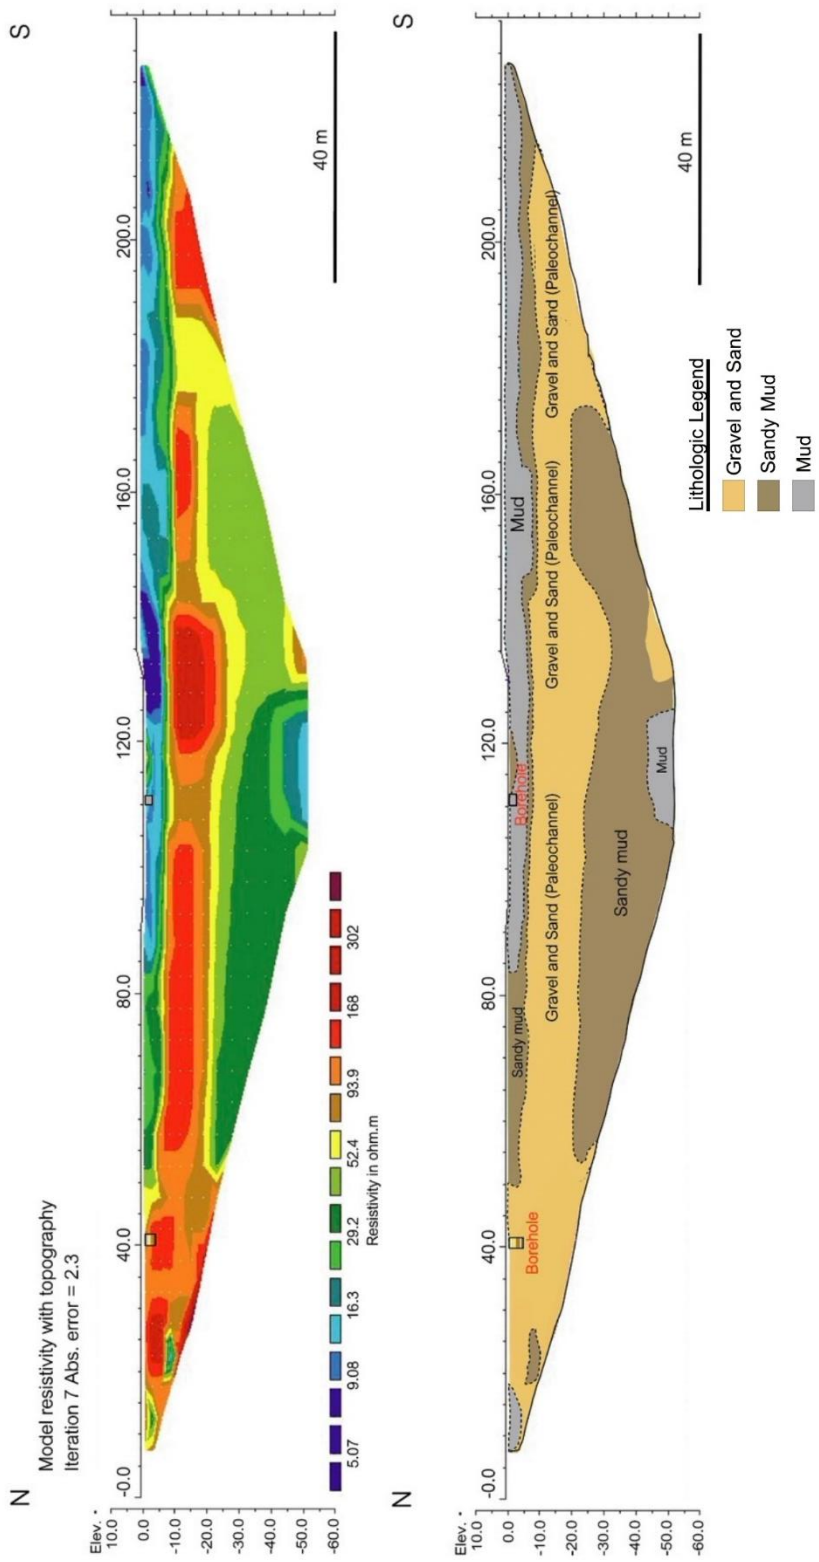 N
S
Model resistivity with topography
Iteration 7 Abs. error = 2.3
Elev.
10.0
0.0
-10.0
-20.0
-30.0
-40.0
-50.0
-60.0
-0.0
40.0
80.0
120.0
160.0
200.0
40 m
5.07
9.08
16.3
29.2
52.4
93.9
168
302
Resistivity in ohm.m
N
S
Elev.
10.0
0.0
-10.0
-20.0
-30.0
-40.0
-50.0
-60.0
-0.0
40.0
80.0
120.0
160.0
200.0
Borehole
Sandy mud
Borehole
Mud
Gravel and Sand (Paleochannel)
Gravel and Sand (Paleochannel)
Gravel and Sand (Paleochannel)
Sandy mud
Mud
40 m
Lithologic Legend
Gravel and Sand
Sandy Mud
Mud